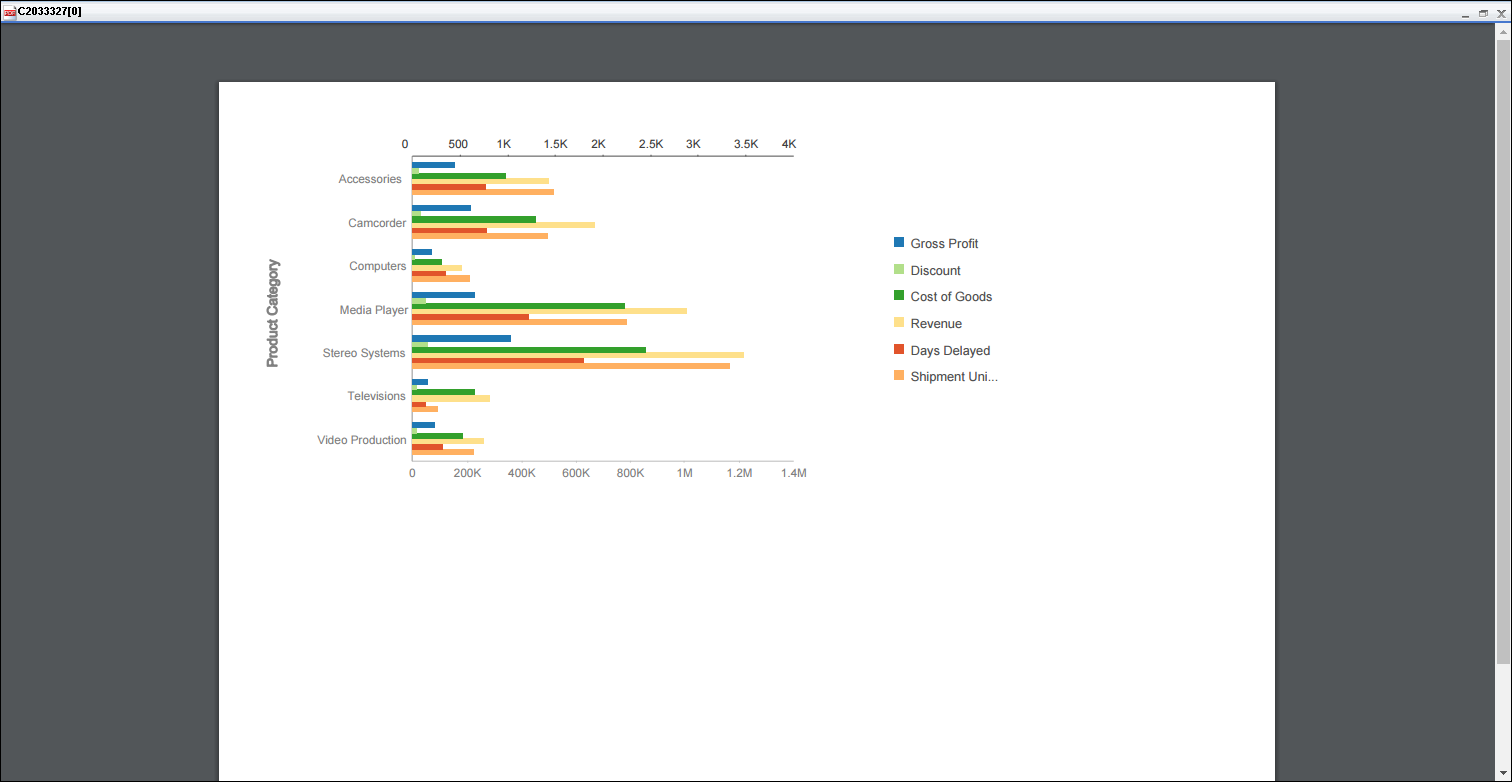 C2033327[0]
0 500 1K 1.5K 2K 2.5K 3K 3.5K 4K
Accessories
Camcorder
Computers
Media Player
Stereo Systems
Televisions
Video Production
Product Category
0 200K 400K 600K 800K 1M 1.2M 1.4M
Gross Profit
Discount
Cost of Goods
Revenue
Days Delayed
Shipment Uni...